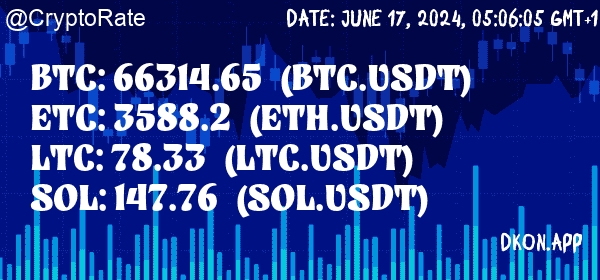 @CryptoRate
DATE: JUNE 17, 2024, 05:06:05 GMT+1
BTC: 66314.65 (BTC.USDT)
ETC: 3588.2 (ETH.USDT)
LTC: 78.33 (LTC.USDT)
SOL: 147.76 (SOL.USDT)
DKON.APP